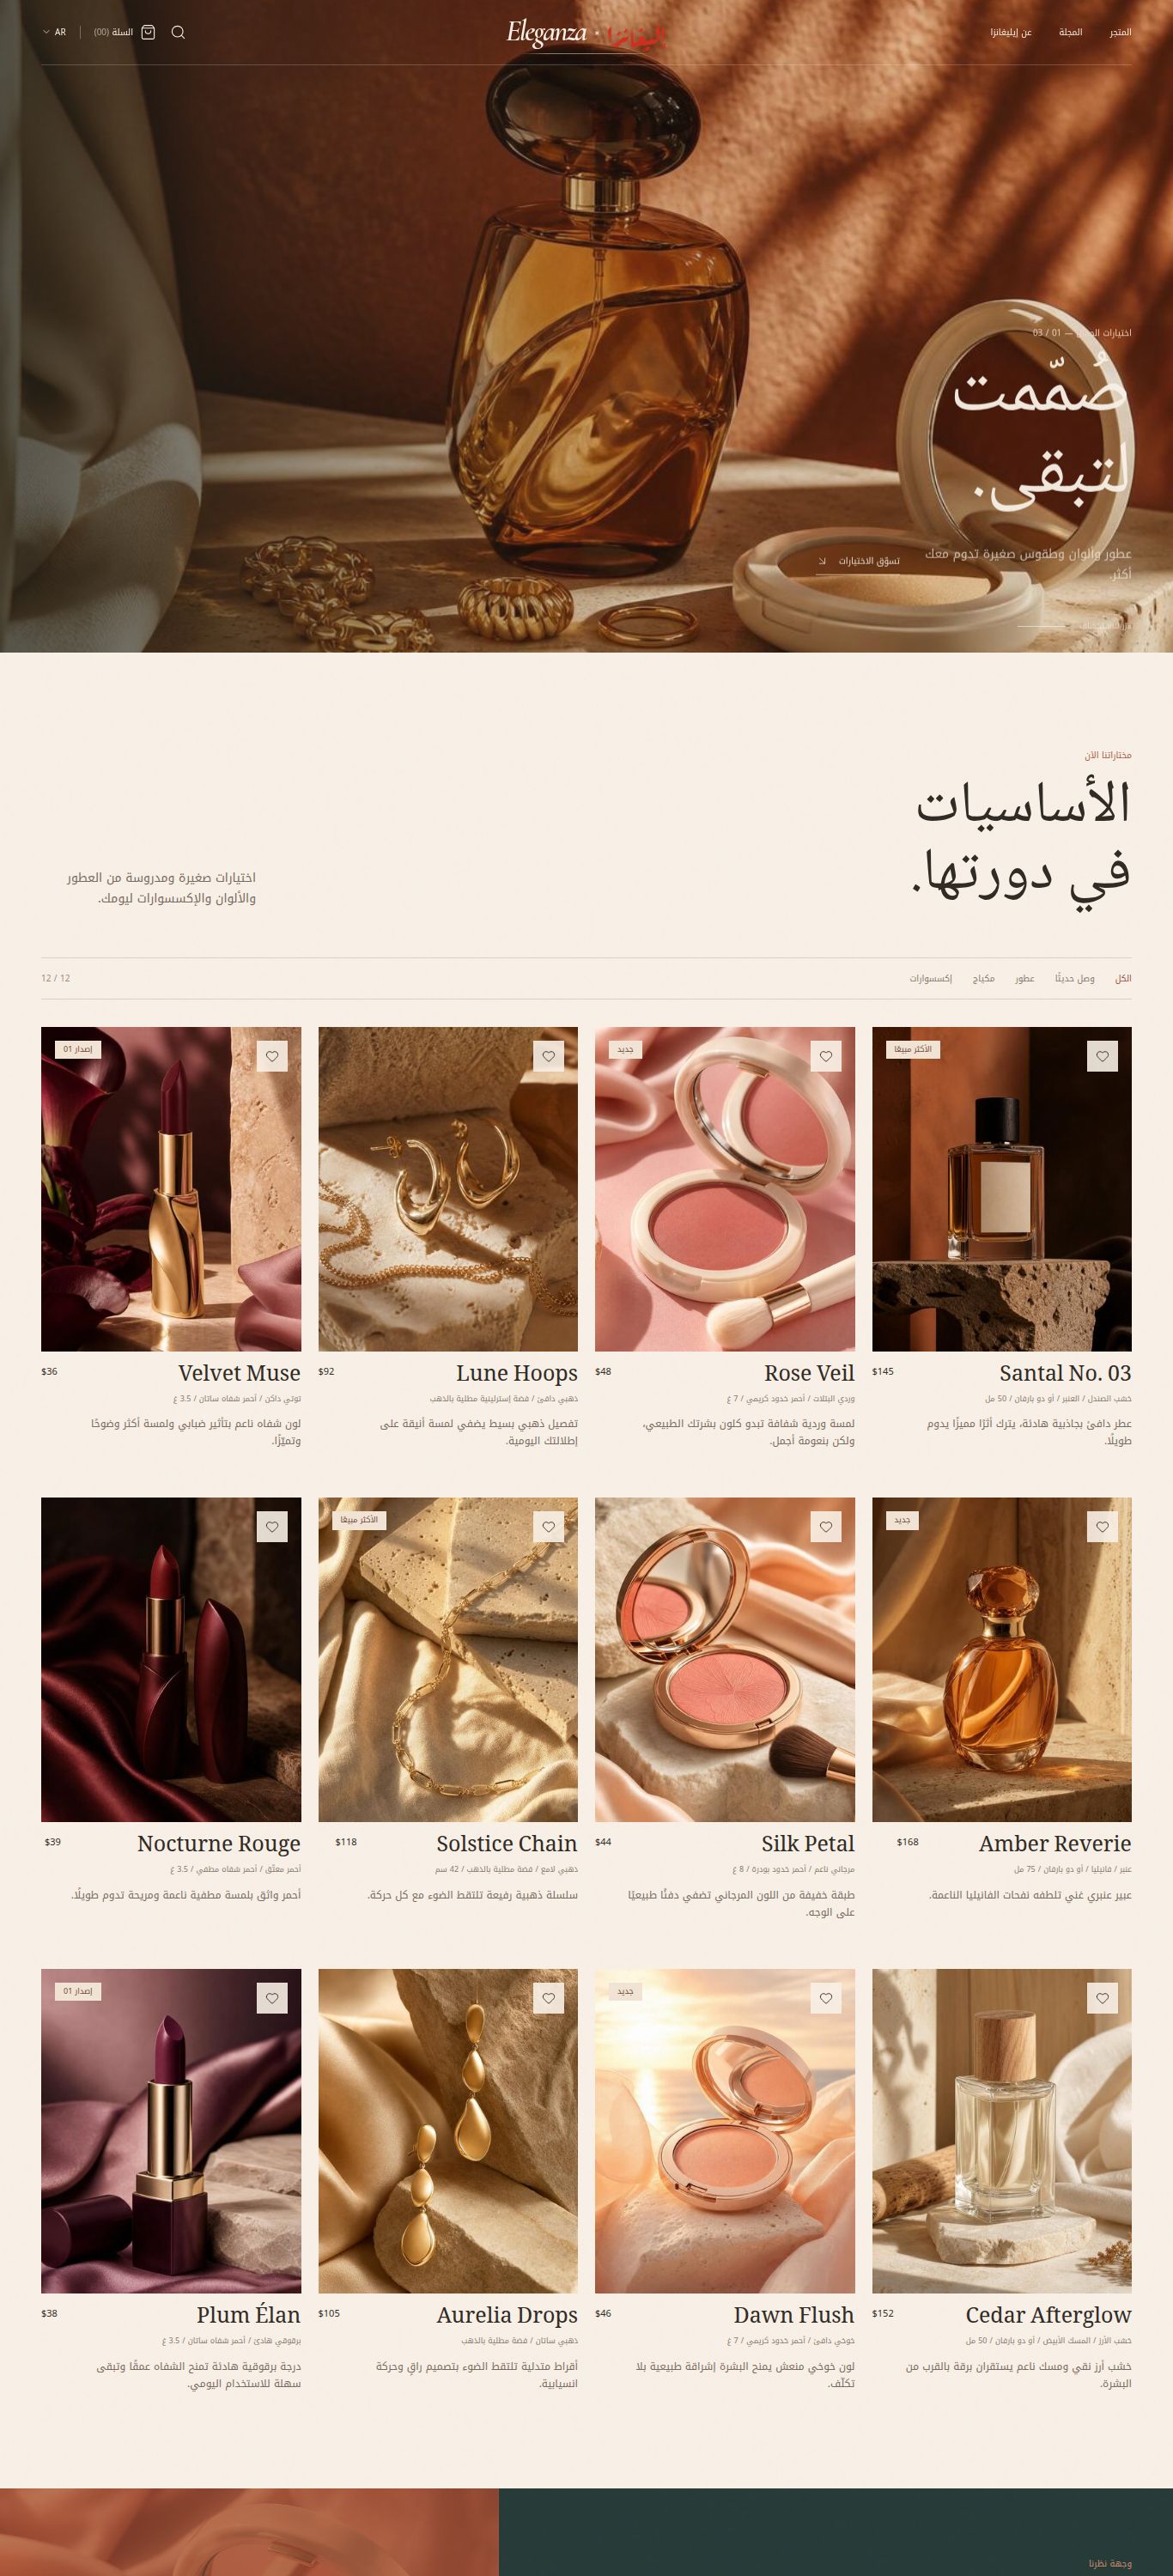 المتجر
المجلة
عن إيليغانزا
Eleganza
السلة (00)
AR
اختيارات
— 01 / 03
صُمّمت
لتبقى.
عطور وألوان وطقوس صغيرة تدوم معك
أكثر.
تسوّق الاختيارات
مختاراتنا الآن
الأساسيات
في دورتها.
اختيارات صغيرة ومدروسة من العطور
والألوان والإكسسوارات ليومك.
الكل
وصل حديثًا
عطور
مكياج
إكسسوارات
12 / 12
الأكثر مبيعًا
Santal No. 03
$145
خشب الصندل / العنبر / أو دو بارفان / 50 مل
عطر دافئ بجاذبية هادئة، يترك أثرًا مميزًا يدوم
طويلًا.
جديد
Rose Veil
$48
وردي البتلات / أحمر خدود كريمي / 7 غ
لمسة وردية شفافة تبدو كلون بشرتك الطبيعي،
ولكن بنعومة أجمل.
Lune Hoops
$92
ذهبي دافئ / فضة إسترلينية مطلية بالذهب
تفصيل ذهبي بسيط يضفي لمسة أنيقة على
إطلالتك اليومية.
إصدار 01
Velvet Muse
$36
توتي داكن / أحمر شفاه ساتان / 3.5 غ
لون شفاه ناعم بتأثير ضبابي ولمسة أكثر وضوحًا
وتميّزًا.
جديد
Amber Reverie
$168
عنبر / فانيليا / أو دو بارفان / 75 مل
عبير عنبري غني تلطفه نفحات الفانيليا الناعمة.
Silk Petal
$44
مرجاني ناعم / أحمر خدود بودرة / 8 غ
طبقة خفيفة من اللون المرجاني تضفي دفئًا طبيعيًا
على الوجه.
الأكثر مبيعًا
Solstice Chain
$118
ذهبي لامع / فضة مطلية بالذهب / 42 سم
سلسلة ذهبية رفيعة تلتقط الضوء مع كل حركة.
Nocturne Rouge
$39
أحمر معتّق / أحمر شفاه مطفي / 3.5 غ
أحمر واثق بلمسة مطفية ناعمة ومريحة تدوم طويلًا.
Cedar Afterglow
$152
خشب الأرز / المسك الأبيض / أو دو بارفان / 50 مل
خشب أرز نقي ومسك ناعم يستقران برقة بالقرب من
البشرة.
جديد
Dawn Flush
$46
خوخي دافئ / أحمر خدود كريمي / 7 غ
لون خوخي منعش يمنح البشرة إشراقة طبيعية بلا
تكلّف.
Aurelia Drops
$105
ذهبي ساتان / فضة مطلية بالذهب
أقراط متدلية تلتقط الضوء بتصميم راقٍ وحركة
انسيابية.
إصدار 01
Plum Élan
$38
برقوقي هادئ / أحمر شفاه ساتان / 3.5 غ
درجة برقوقية هادئة تمنح الشفاه عمقًا وتبقى
سهلة للاستخدام اليومي.
وجهة نظرنا